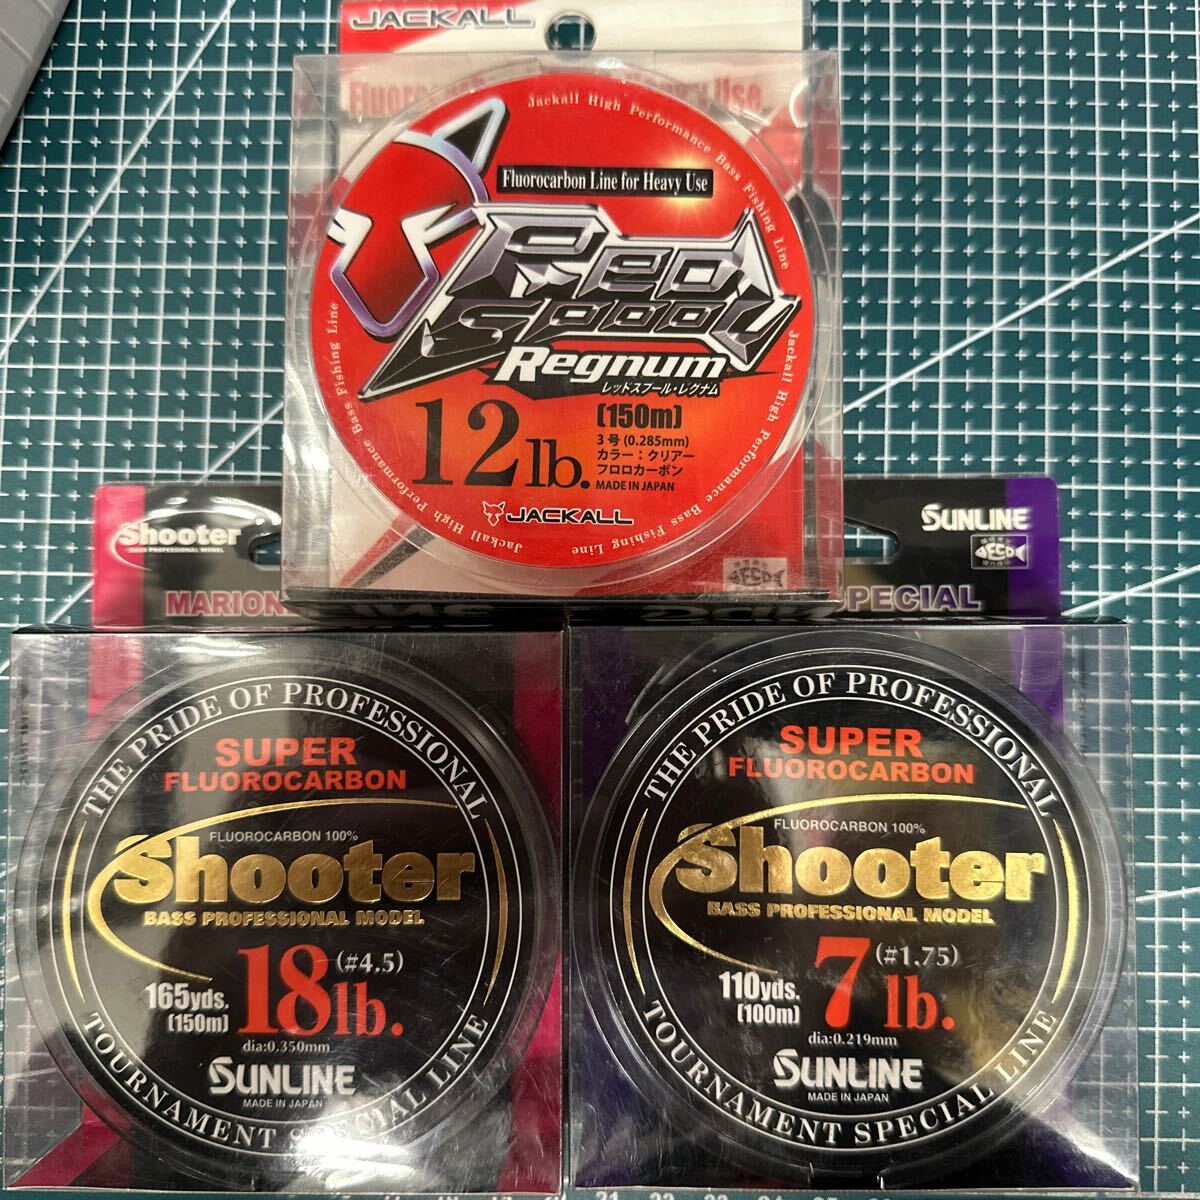 JACKALL
Fluorocarbon Line for Heavy Use
Red
Spool
Regnum
レッドスプール・レグナム
12lb.
(150m)
3号(0.285mm)
カラー:クリアー
フロロカーボン
MADE IN JAPAN
JACKALL
Jackall High Performance Bass Fishing Line
Jackall High Performance Bass Fishing Line
Jackall High Performance Bass Fishing Line
Shooter
BASS PROFESSIONAL MODEL
THE PRIDE OF PROFESSIONAL
SUPER
FLUOROCARBON
FLUOROCARBON 100%
Shooter
BASS PROFESSIONAL MODEL
165yds.
(150m)
18lb.
(#4.5)
dia:0.350mm
SUNLINE
MADE IN JAPAN
TOURNAMENT SPECIAL LINE
SUNLINE
SPECIAL
THE PRIDE OF PROFESSIONAL
SUPER
FLUOROCARBON
FLUOROCARBON 100%
Shooter
BASS PROFESSIONAL MODEL
110yds.
(100m)
7lb.
(#1.75)
dia:0.219mm
SUNLINE
MADE IN JAPAN
TOURNAMENT SPECIAL LINE